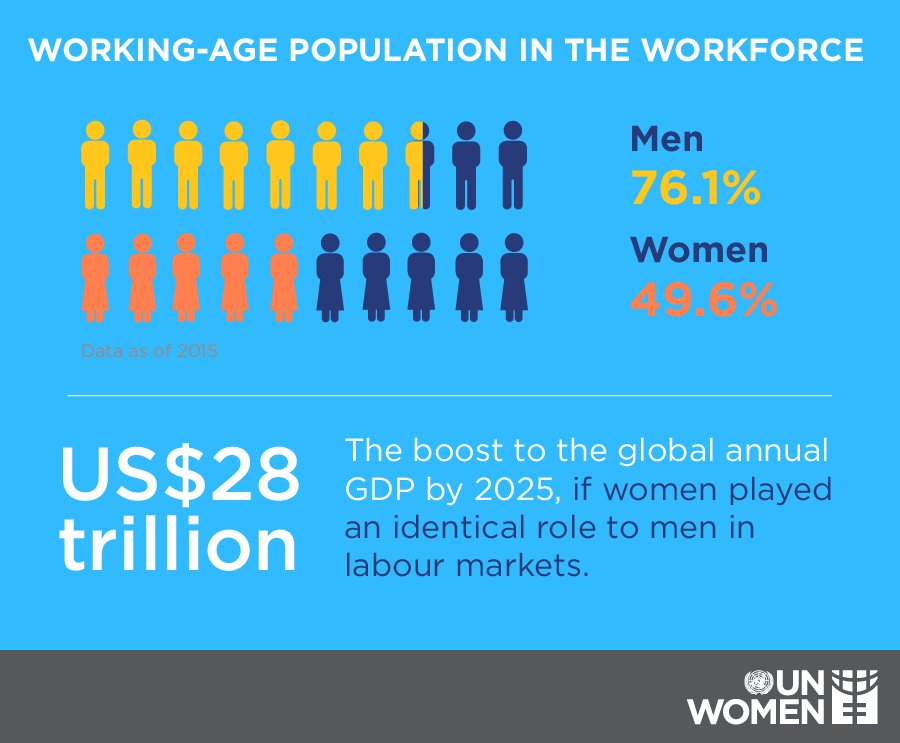 WORKING-AGE POPULATION IN THE WORKFORCE
Men
76.1%
Women
49.6%
Data as of 2015
US$28
trillion
The boost to the global annual
GDP by 2025, if women played
an identical role to men in
labour markets.
UN
WOMEN